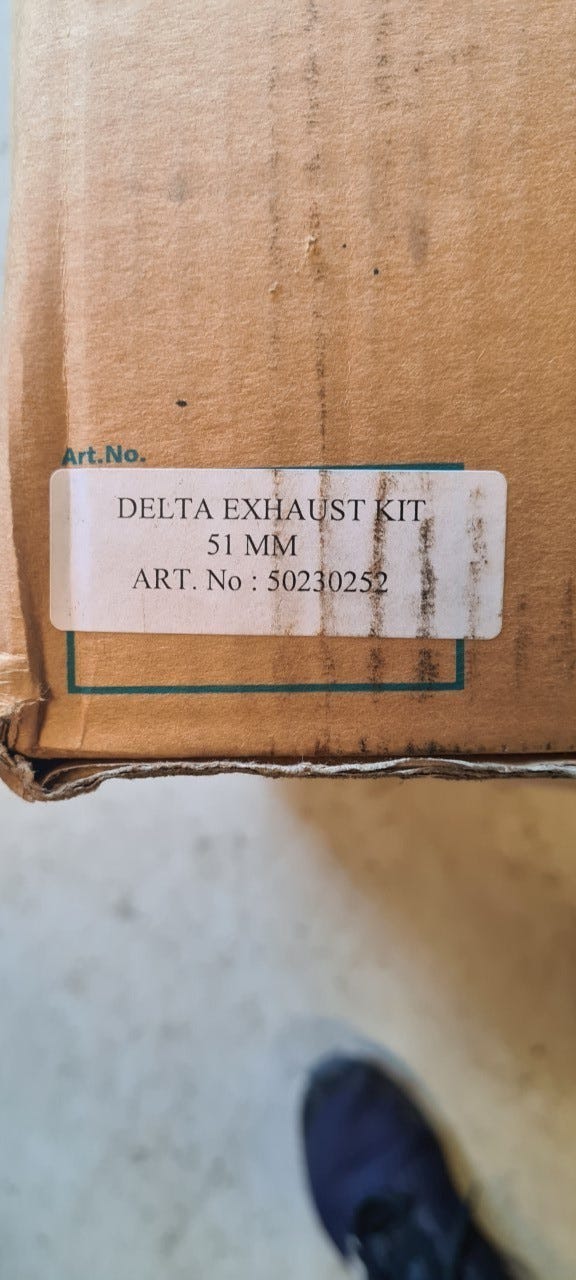 Art.No.
DELTA EXHAUST KIT
51 MM
ART. No : 50230252